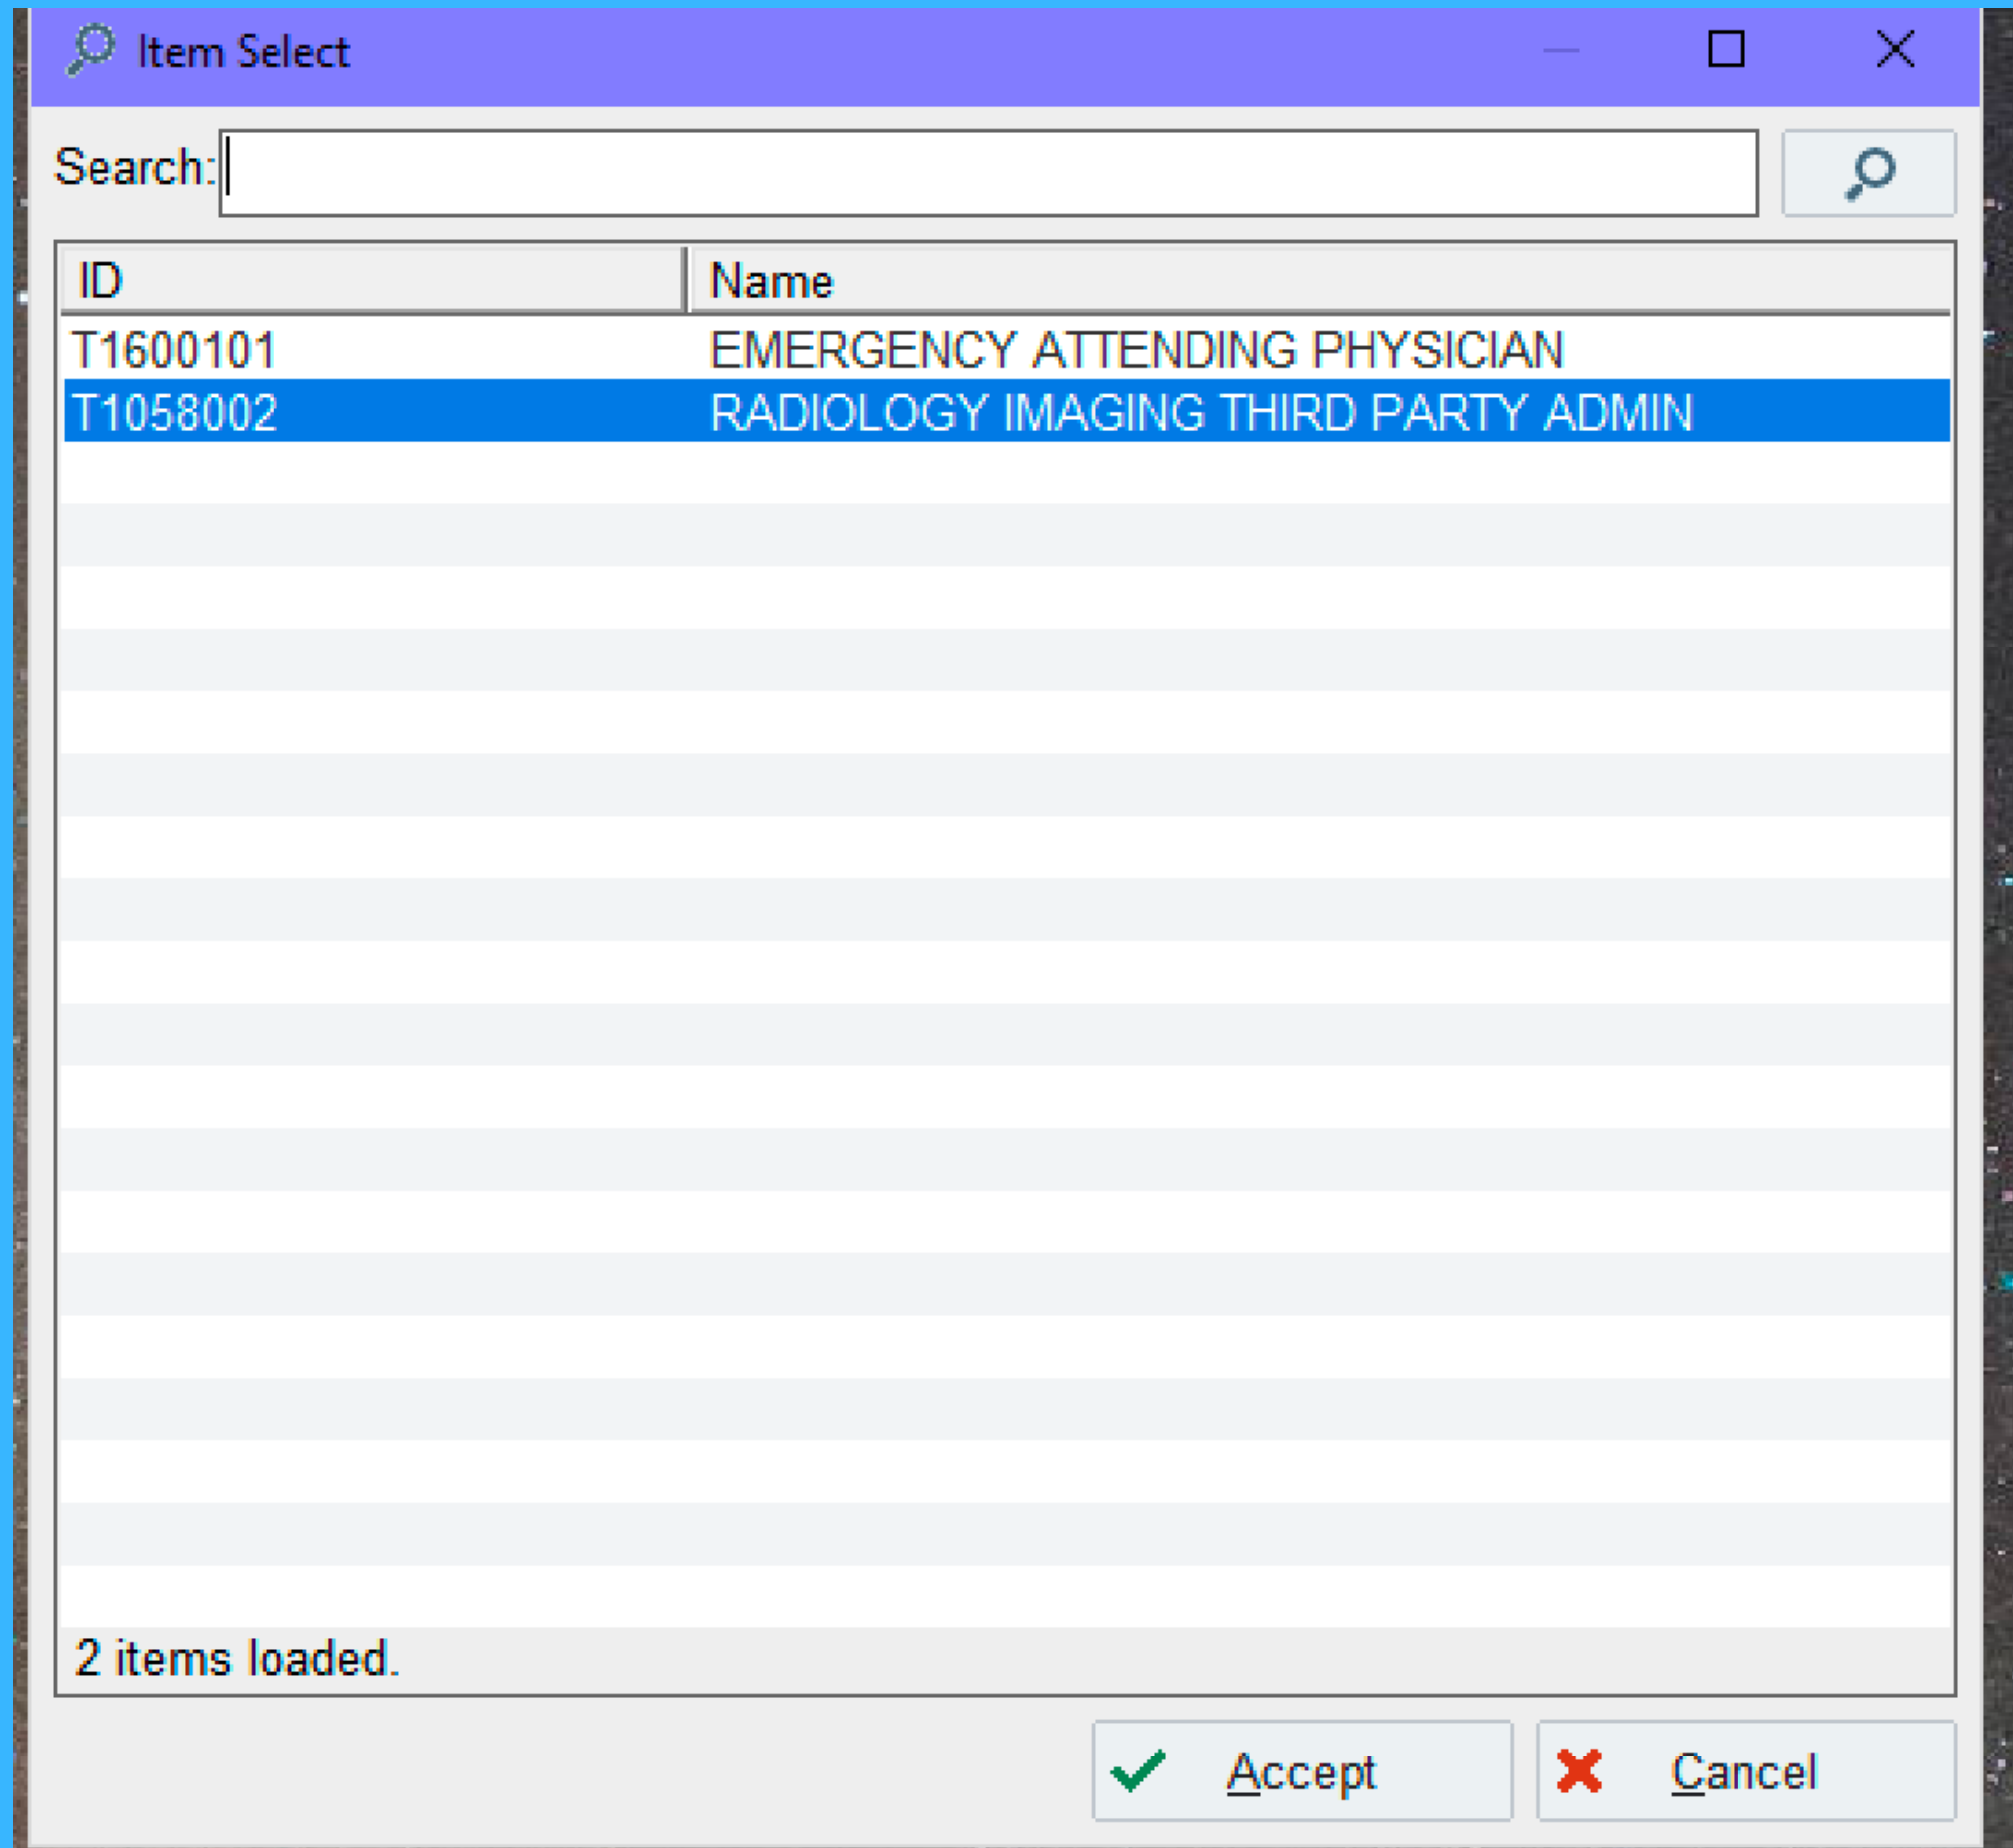 Item Select
Search:
ID Name
T1600101 EMERGENCY ATTENDING PHYSICIAN
T1058002 RADIOLOGY IMAGING THIRD PARTY ADMIN
2 items loaded.
Accept Cancel